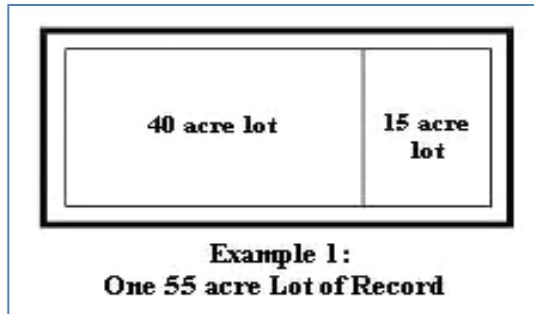 40 acre lot
15 acre
lot
Example 1:
One 55 acre Lot of Record